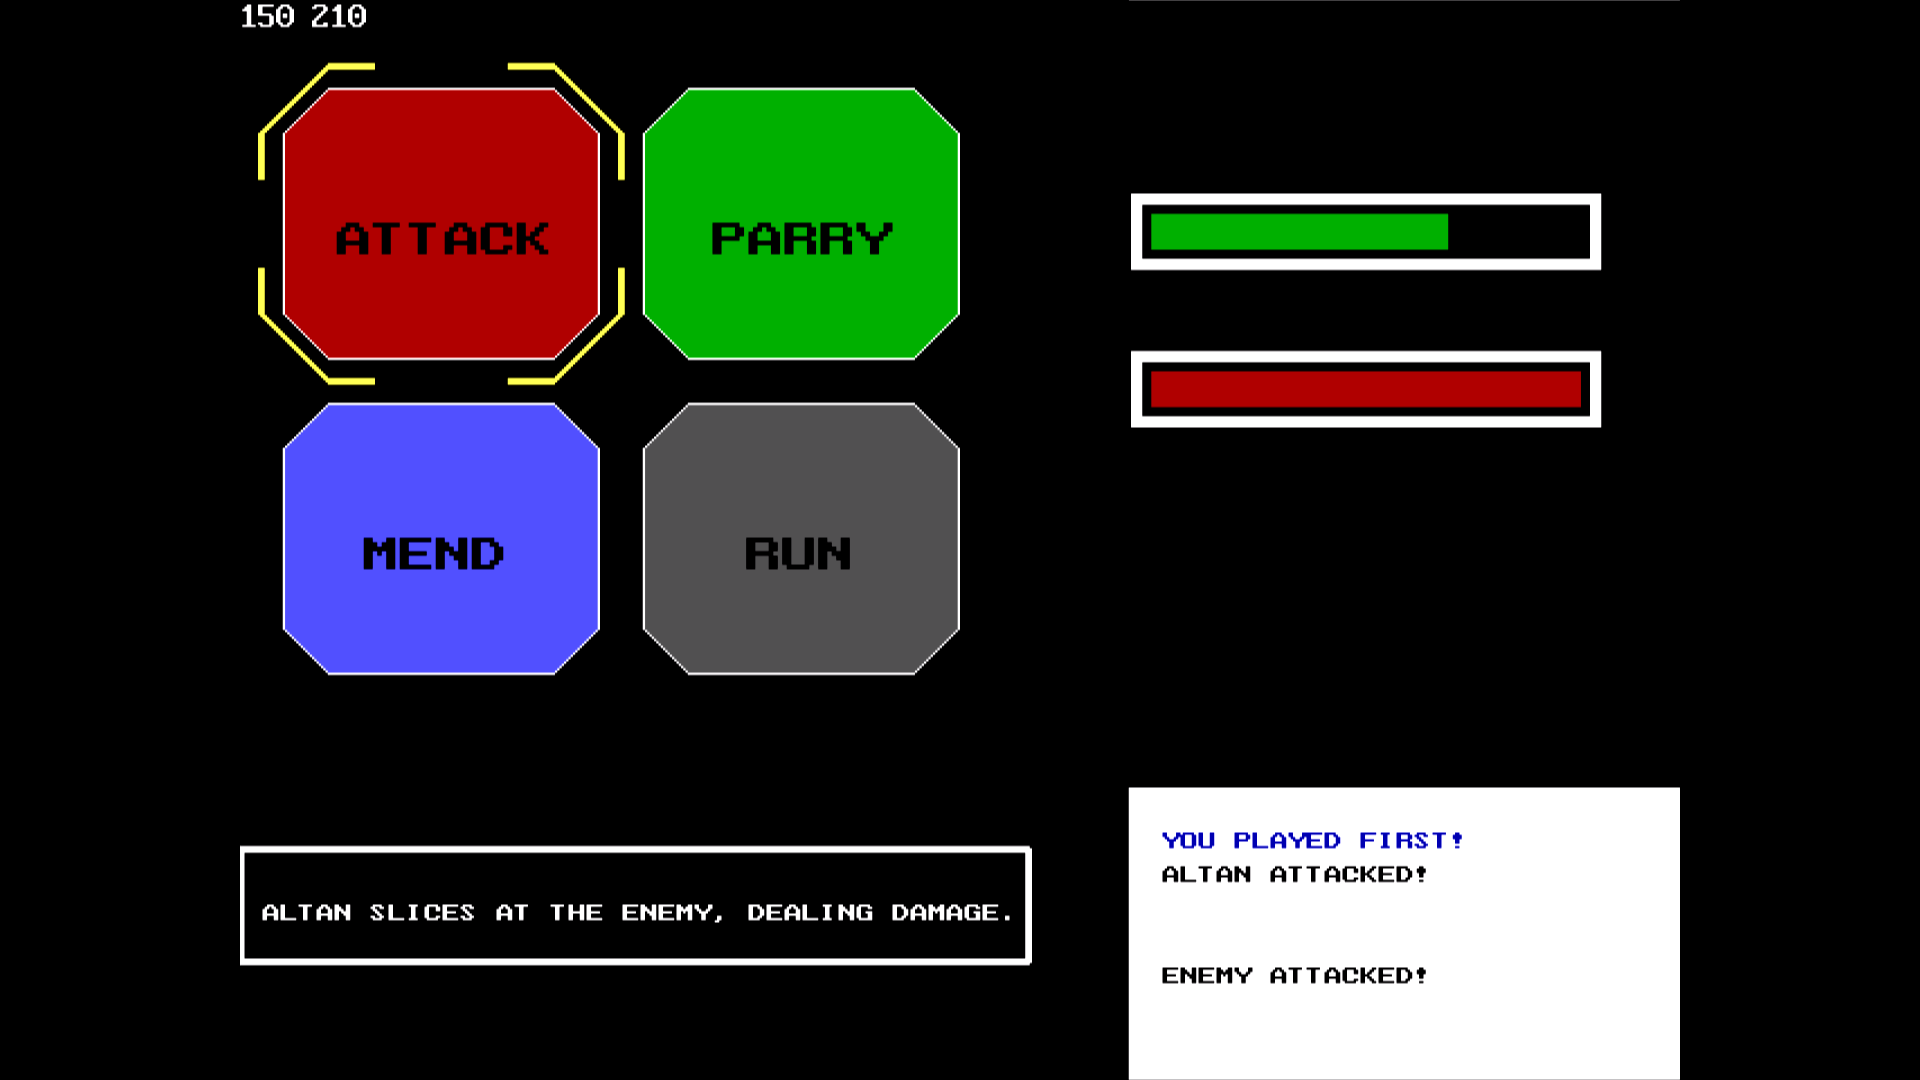 150 210
ATTACK
PARRY
MEND
RUN
ALTAN SLICES AT THE ENEMY, DEALING DAMAGE.
YOU PLAYED FIRST!
ALTAN ATTACKED!
ENEMY ATTACKED!